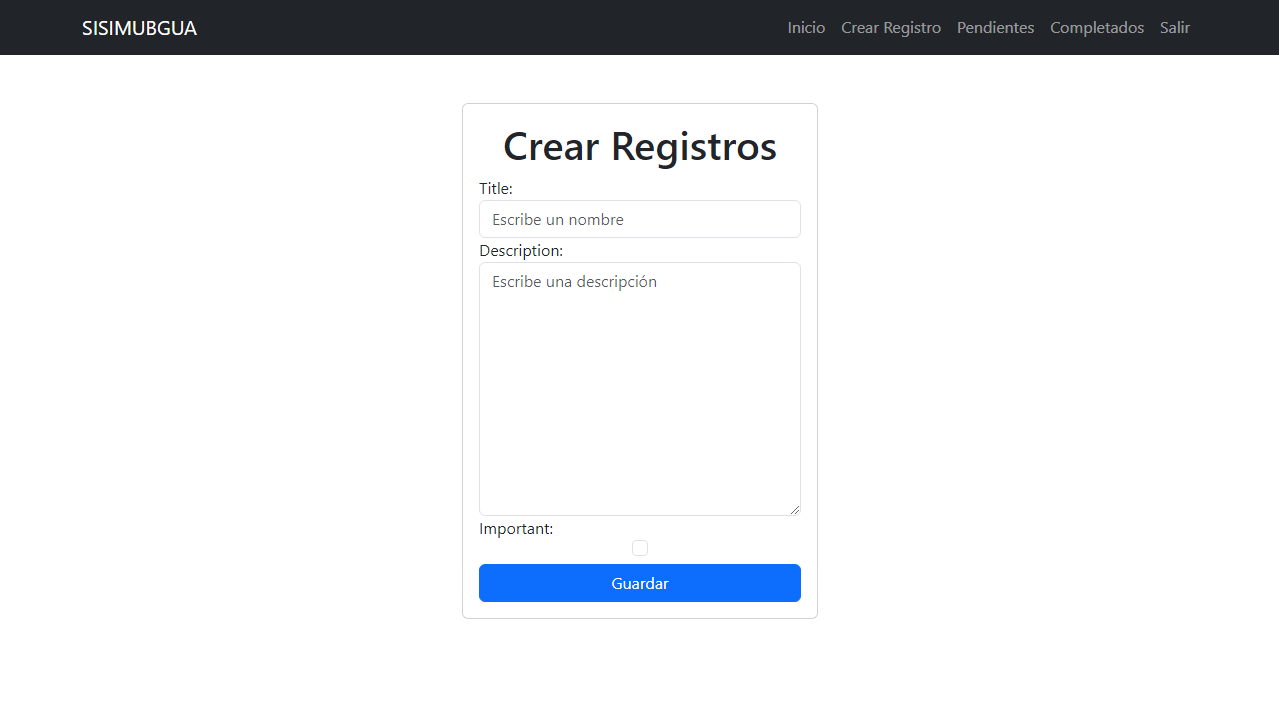 SISIMUBGUA Inicio Crear Registro Pendientes Completados Salir
Crear Registros
Title:
Escribe un nombre
Description:
Escribe una descripción
Important:
Guardar